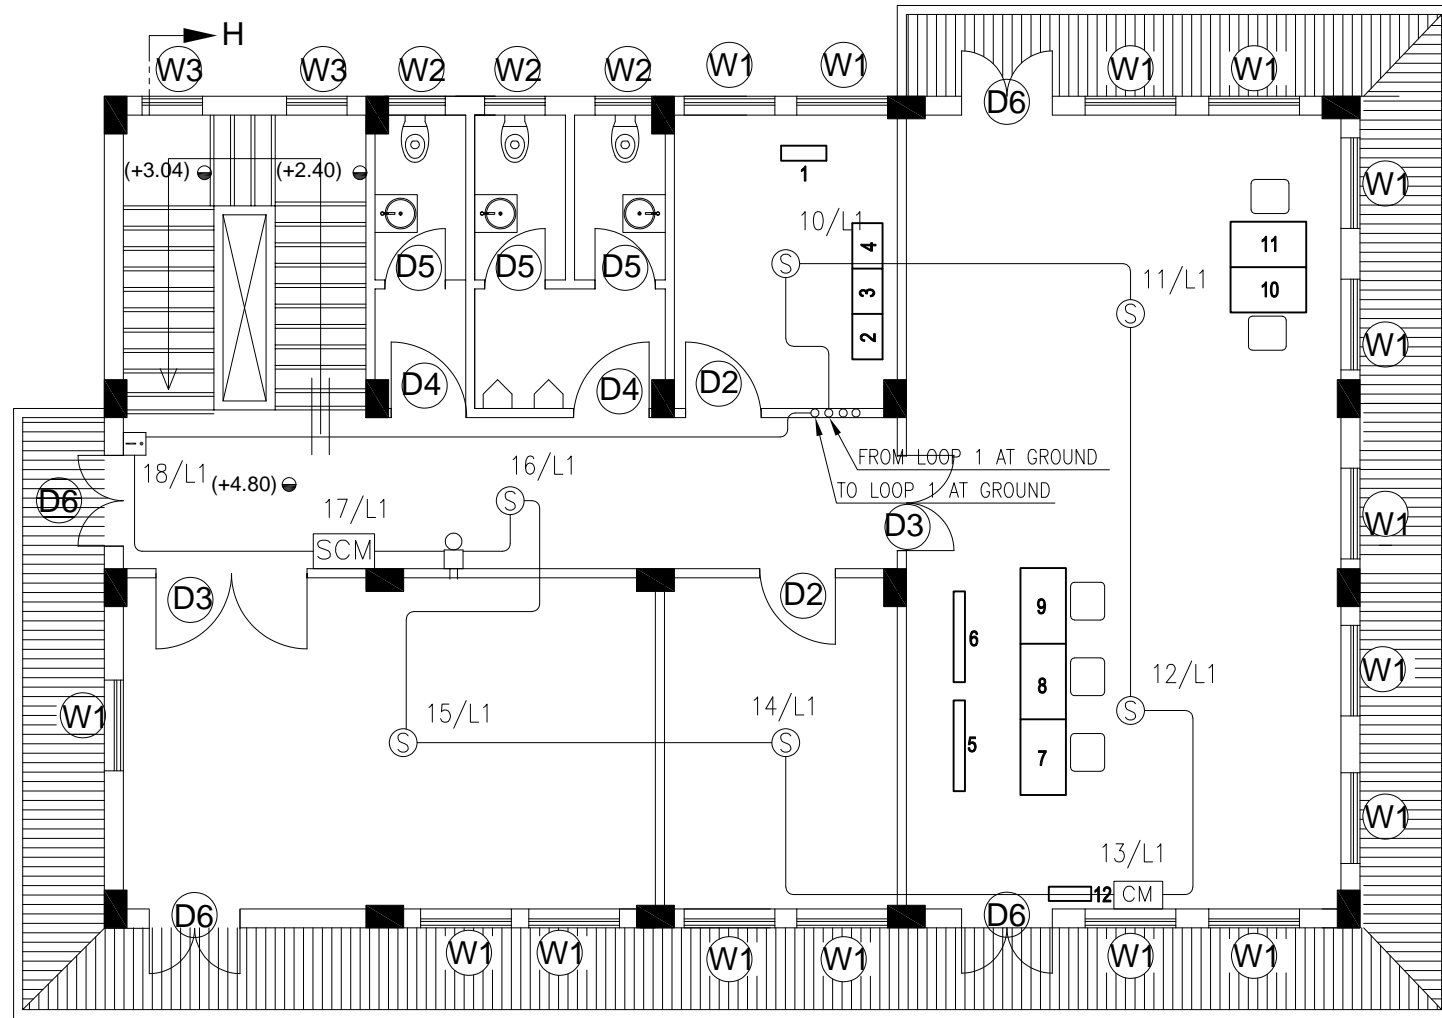 H
W3
W3
W2
W2
W2
W1
W1
W1
W1
D6
(+3.04)
(+2.40)
1
W1
10/L1
4
3
2
S
11/L1
S
11
10
D5
D5
D5
D4
D4
D2
W1
FROM LOOP 1 AT GROUND
TO LOOP 1 AT GROUND
18/L1
(+4.80)
16/L1
S
D6
17/L1
SCM
D3
W1
D3
D2
9
8
7
6
5
W1
12/L1
S
W1
15/L1
S
14/L1
S
W1
13/L1
12
CM
D6
D6
W1
W1
W1
W1
W1
W1